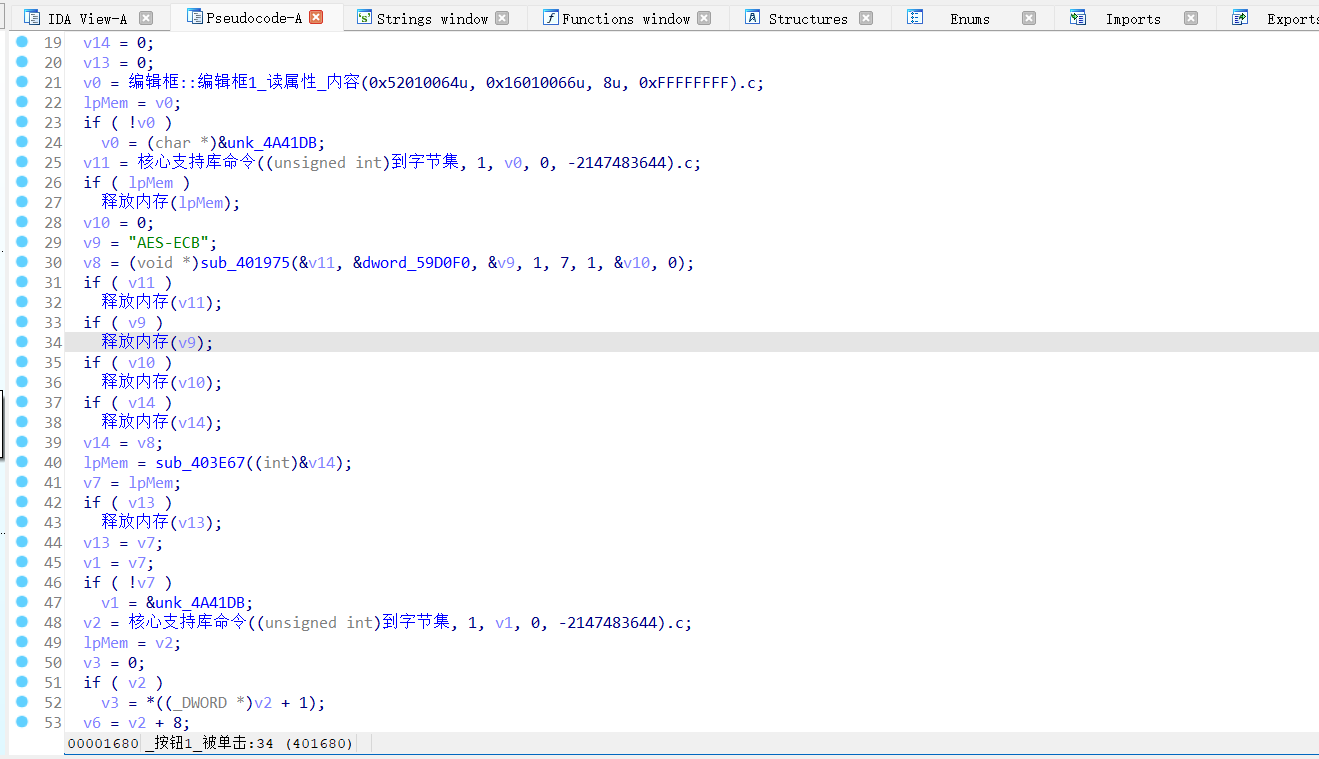 IDA View-A Pseudocode-A Strings window Functions window Structures Enums Imports Exports
19 v14 = 0;
20 v13 = 0;
21 v0 = 编辑框::编辑框1_读属性_内容(0x52010064u, 0x16010066u, 8u, 0xFFFFFFFF).c;
22 lpMem = v0;
23 if ( !v0 )
24 v0 = (char *)&unk_4A41DB;
25 v11 = 核心支持库命令((unsigned int)到字节集, 1, v0, 0, -2147483644).c;
26 if ( lpMem )
27 释放内存(lpMem);
28 v10 = 0;
29 v9 = "AES-ECB";
30 v8 = (void *)sub_401975(&v11, &dword_59D0F0, &v9, 1, 7, 1, &v10, 0);
31 if ( v11 )
32 释放内存(v11);
33 if ( v9 )
34 释放内存(v9);
35 if ( v10 )
36 释放内存(v10);
37 if ( v14 )
38 释放内存(v14);
39 v14 = v8;
40 lpMem = sub_403E67((int)&v14);
41 v7 = lpMem;
42 if ( v13 )
43 释放内存(v13);
44 v13 = v7;
45 v1 = v7;
46 if ( !v7 )
47 v1 = &unk_4A41DB;
48 v2 = 核心支持库命令((unsigned int)到字节集, 1, v1, 0, -2147483644).c;
49 lpMem = v2;
50 v3 = 0;
51 if ( v2 )
52 v3 = *((_DWORD *)v2 + 1);
53 v6 = v2 + 8;
00001680 _按钮1_被单击:34 (401680)